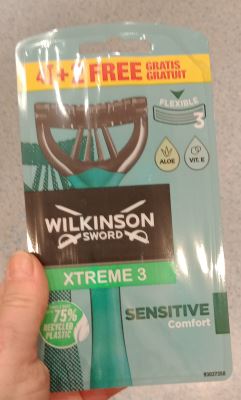 4+2 FREE GRATIS
GRATUIT
FLEXIBLE
3
ALOE
VIT. E
WILKINSON
SWORD
XTREME 3
SENSITIVE
Comfort
75%
RECYCLED
PLASTIC